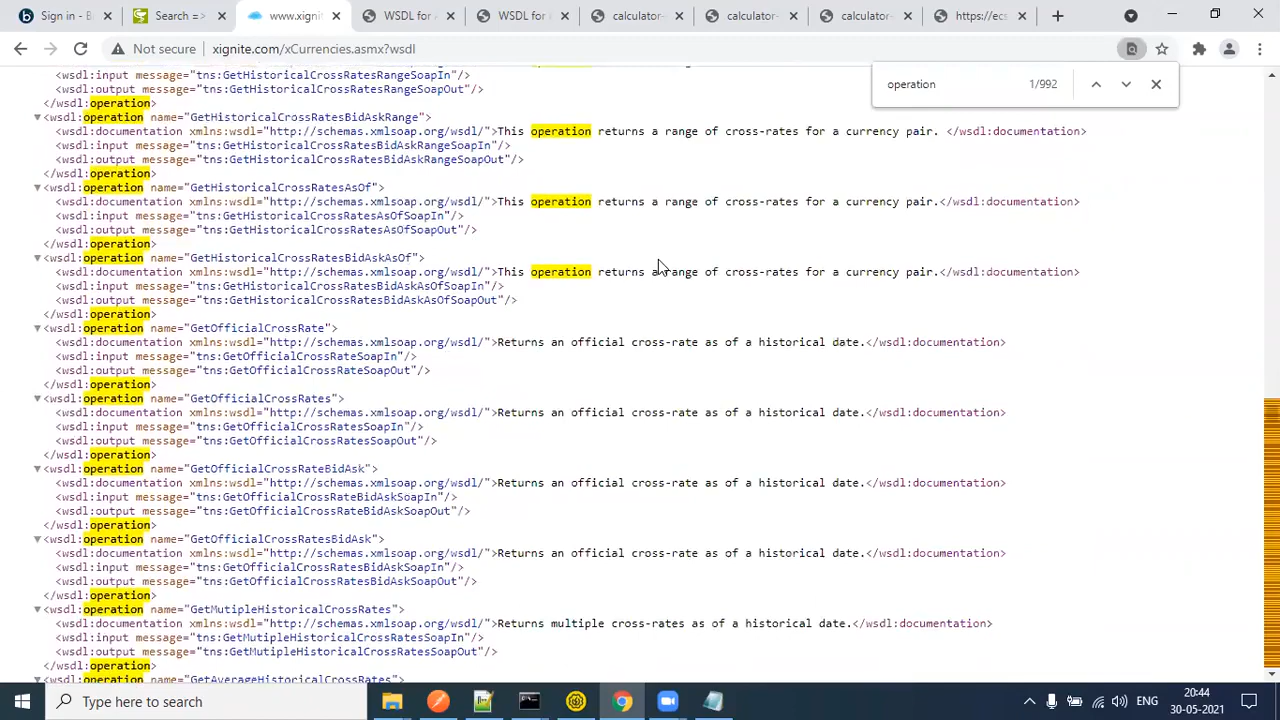 Sign in - Bi
Search =>
www.xignit
WSDL for A
WSDL for
calculator-
calculator-
calculator-
https://ecs
Not secure xignite.com/xCurrencies.asmx?wsdl
operation 1/992
<wsdl:input message="tns:GetHistoricalCrossRatesRangeSoapIn"/>
<wsdl:output message="tns:GetHistoricalCrossRatesRangeSoapOut"/>
</wsdl:operation>
▼<wsdl:operation name="GetHistoricalCrossRatesBidAskRange">
<wsdl:documentation xmlns:wsdl="http://schemas.xmlsoap.org/wsdl/">This operation returns a range of cross-rates for a currency pair. </wsdl:documentation>
<wsdl:input message="tns:GetHistoricalCrossRatesBidAskRangeSoapIn"/>
<wsdl:output message="tns:GetHistoricalCrossRatesBidAskRangeSoapOut"/>
</wsdl:operation>
▼<wsdl:operation name="GetHistoricalCrossRatesAsOf">
<wsdl:documentation xmlns:wsdl="http://schemas.xmlsoap.org/wsdl/">This operation returns a range of cross-rates for a currency pair.</wsdl:documentation>
<wsdl:input message="tns:GetHistoricalCrossRatesAsOfSoapIn"/>
<wsdl:output message="tns:GetHistoricalCrossRatesAsOfSoapOut"/>
</wsdl:operation>
▼<wsdl:operation name="GetHistoricalCrossRatesBidAskAsOf">
<wsdl:documentation xmlns:wsdl="http://schemas.xmlsoap.org/wsdl/">This operation returns a range of cross-rates for a currency pair.</wsdl:documentation>
<wsdl:input message="tns:GetHistoricalCrossRatesBidAskAsOfSoapIn"/>
<wsdl:output message="tns:GetHistoricalCrossRatesBidAskAsOfSoapOut"/>
</wsdl:operation>
▼<wsdl:operation name="GetOfficialCrossRate">
<wsdl:documentation xmlns:wsdl="http://schemas.xmlsoap.org/wsdl/">Returns an official cross-rate as of a historical date.</wsdl:documentation>
<wsdl:input message="tns:GetOfficialCrossRateSoapIn"/>
<wsdl:output message="tns:GetOfficialCrossRateSoapOut"/>
</wsdl:operation>
▼<wsdl:operation name="GetOfficialCrossRates">
<wsdl:documentation xmlns:wsdl="http://schemas.xmlsoap.org/wsdl/">Returns an official cross-rate as of a historical date.</wsdl:documentation>
<wsdl:input message="tns:GetOfficialCrossRatesSoapIn"/>
<wsdl:output message="tns:GetOfficialCrossRatesSoapOut"/>
</wsdl:operation>
▼<wsdl:operation name="GetOfficialCrossRateBidAsk">
<wsdl:documentation xmlns:wsdl="http://schemas.xmlsoap.org/wsdl/">Returns an official cross-rate as of a historical date.</wsdl:documentation>
<wsdl:input message="tns:GetOfficialCrossRateBidAskSoapIn"/>
<wsdl:output message="tns:GetOfficialCrossRateBidAskSoapOut"/>
</wsdl:operation>
▼<wsdl:operation name="GetOfficialCrossRatesBidAsk">
<wsdl:documentation xmlns:wsdl="http://schemas.xmlsoap.org/wsdl/">Returns an official cross-rate as of a historical date.</wsdl:documentation>
<wsdl:input message="tns:GetOfficialCrossRatesBidAskSoapIn"/>
<wsdl:output message="tns:GetOfficialCrossRatesBidAskSoapOut"/>
</wsdl:operation>
▼<wsdl:operation name="GetMutipleHistoricalCrossRates">
<wsdl:documentation xmlns:wsdl="http://schemas.xmlsoap.org/wsdl/">Returns multiple cross-rates as of a historical date.</wsdl:documentation>
<wsdl:input message="tns:GetMutipleHistoricalCrossRatesSoapIn"/>
<wsdl:output message="tns:GetMutipleHistoricalCrossRatesSoapOut"/>
</wsdl:operation>
▼<wsdl:operation name="GetAverageHistoricalCrossRates">
Type here to search
ENG
20:44
30-05-2021